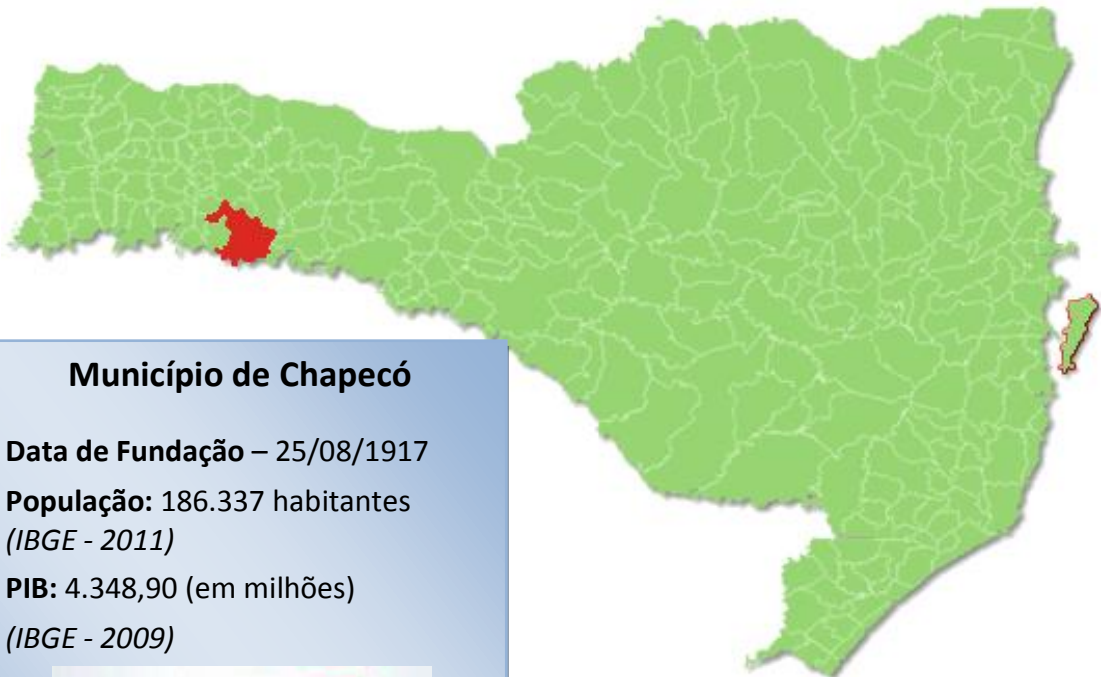 Município de Chapecó
Data de Fundação – 25/08/1917
População: 186.337 habitantes
(IBGE - 2011)
PIB: 4.348,90 (em milhões)
(IBGE - 2009)